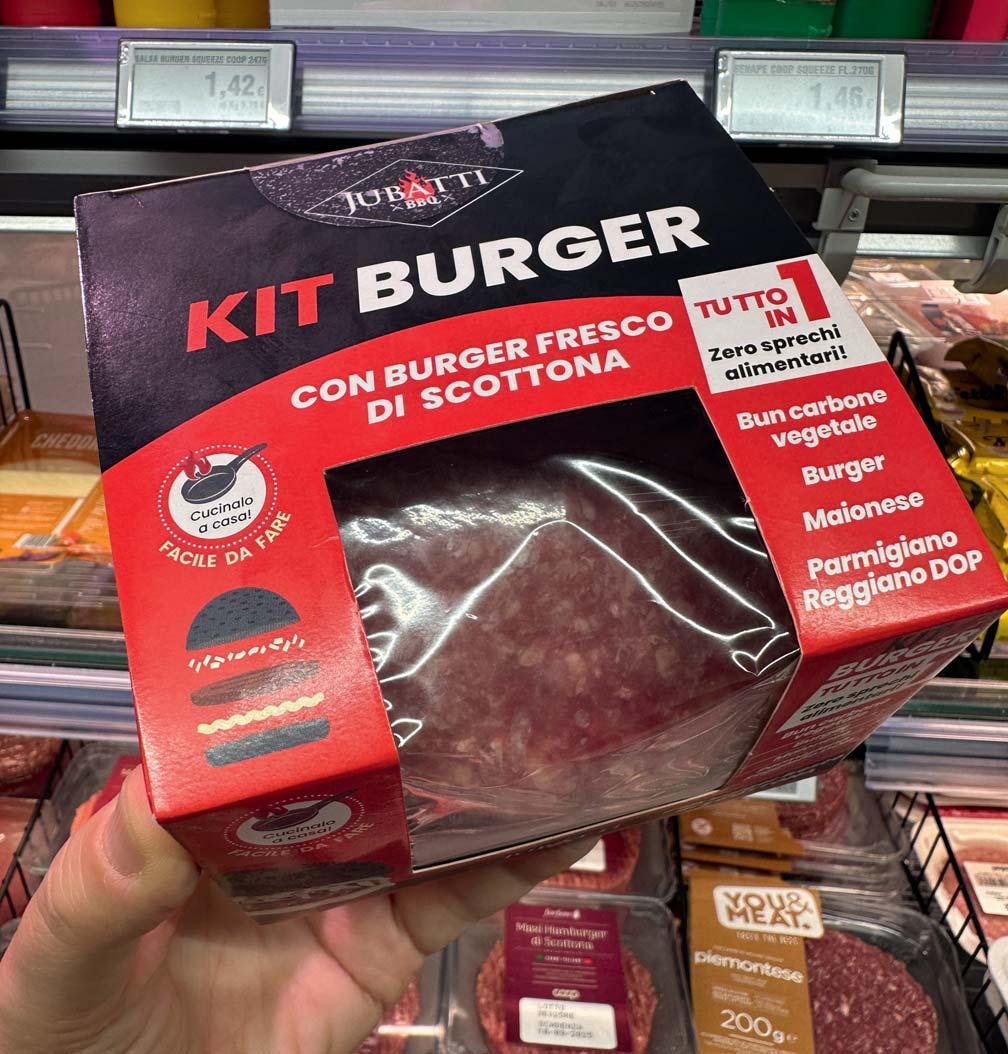 SALSA BURGER SQUEEZE COOP 247G
1,42€
SENAPE COOP SQUEEZE FL.270G
1,46€
JUBATTI
BBQ
KIT BURGER
CON BURGER FRESCO
DI SCOTTONA
TUTTO
IN 1
Zero sprechi
alimentari!
Bun carbone
vegetale
Burger
Maionese
Parmigiano
Reggiano DOP
Cucinalo
a casa!
FACILE DA FARE
BURGER
TUTTO IN
Zero sprechi
alimentari!
Cucinalo
a casa!
FACILE DA FARE
CHEDDA
Maxi Hamburger
di Scottona
coop
YOU&
MEAT.
piemontese
200g e